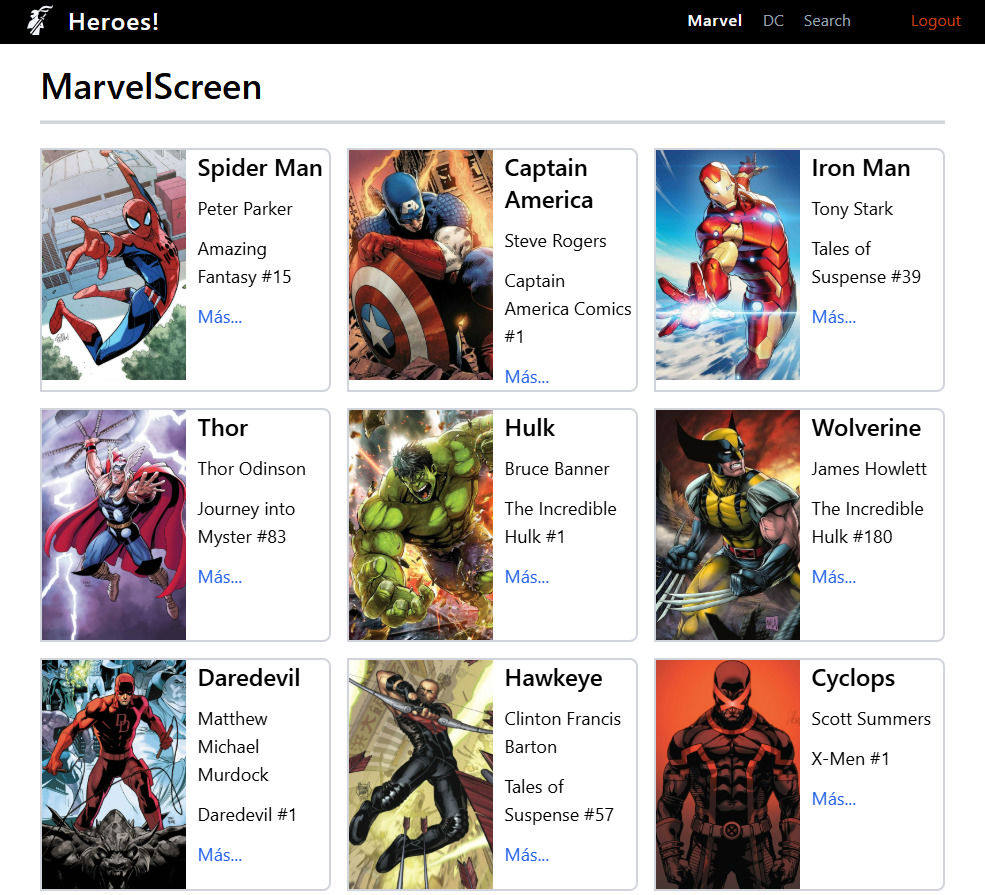 Heroes!
Marvel DC Search Logout
MarvelScreen
Spider Man
Peter Parker
Amazing
Fantasy #15
Más...
Captain
America
Steve Rogers
Captain
America Comics
#1
Más...
Iron Man
Tony Stark
Tales of
Suspense #39
Más...
Thor
Thor Odinson
Journey into
Myster #83
Más...
Hulk
Bruce Banner
The Incredible
Hulk #1
Más...
Wolverine
James Howlett
The Incredible
Hulk #180
Más...
Daredevil
Matthew
Michael
Murdock
Daredevil #1
Más...
Hawkeye
Clinton Francis
Barton
Tales of
Suspense #57
Más...
Cyclops
Scott Summers
X-Men #1
Más...